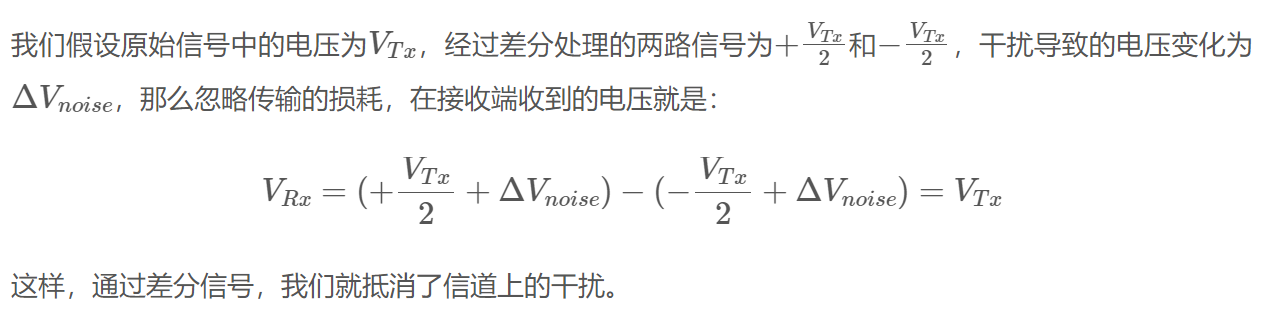 我们假设原始信号中的电压为$V_{Tx}$，经过差分处理的两路信号为$+\frac{V_{Tx}}{2}$和$-\frac{V_{Tx}}{2}$，干扰导致的电压变化为
$\Delta V_{noise}$，那么忽略传输的损耗，在接收端收到的电压就是：
$V_{Rx} = (+\frac{V_{Tx}}{2} + \Delta V_{noise}) - (-\frac{V_{Tx}}{2} + \Delta V_{noise}) = V_{Tx}$
这样，通过差分信号，我们就抵消了信道上的干扰。